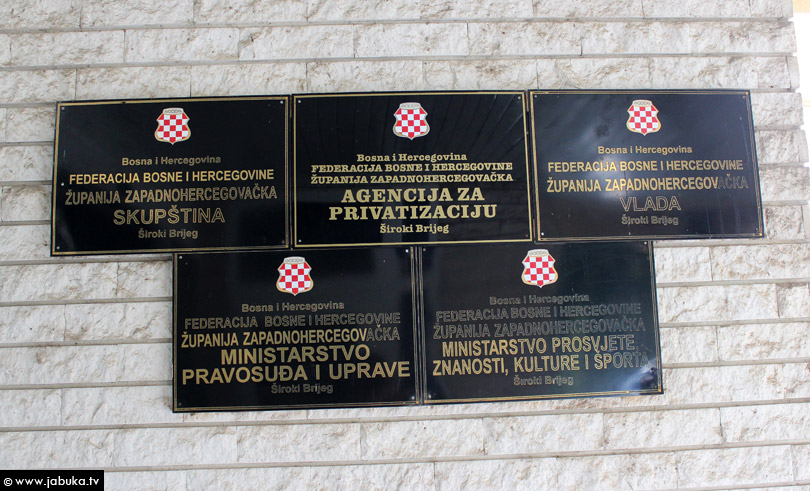 Bosna i Hercegovina
FEDERACIJA BOSNE I HERCEGOVINE
ŽUPANIJA ZAPADNOHERCEGOVAČKA
SKUPŠTINA
Široki Brijeg
Bosna i Hercegovina
FEDERACIJA BOSNE I HERCEGOVINE
ŽUPANIJA ZAPADNOHERCEGOVAČKA
AGENCIJA ZA
PRIVATIZACIJU
Široki Brijeg
Bosna i Hercegovina
FEDERACIJA BOSNE I HERCEGOVINE
ŽUPANIJA ZAPADNOHERCEGOVAČKA
VLADA
Široki Brijeg
Bosna i Hercegovina
FEDERACIJA BOSNE I HERCEGOVINE
ŽUPANIJA ZAPADNOHERCEGOVAČKA
MINISTARSTVO
PRAVOSUĐA I UPRAVE
Široki Brijeg
Bosna i Hercegovina
FEDERACIJA BOSNE I HERCEGOVINE
ŽUPANIJA ZAPADNOHERCEGOVAČKA
MINISTARSTVO PROSVJETE,
ZNANOSTI, KULTURE I ŠPORTA
Široki Brijeg
© www.jabuka.tv